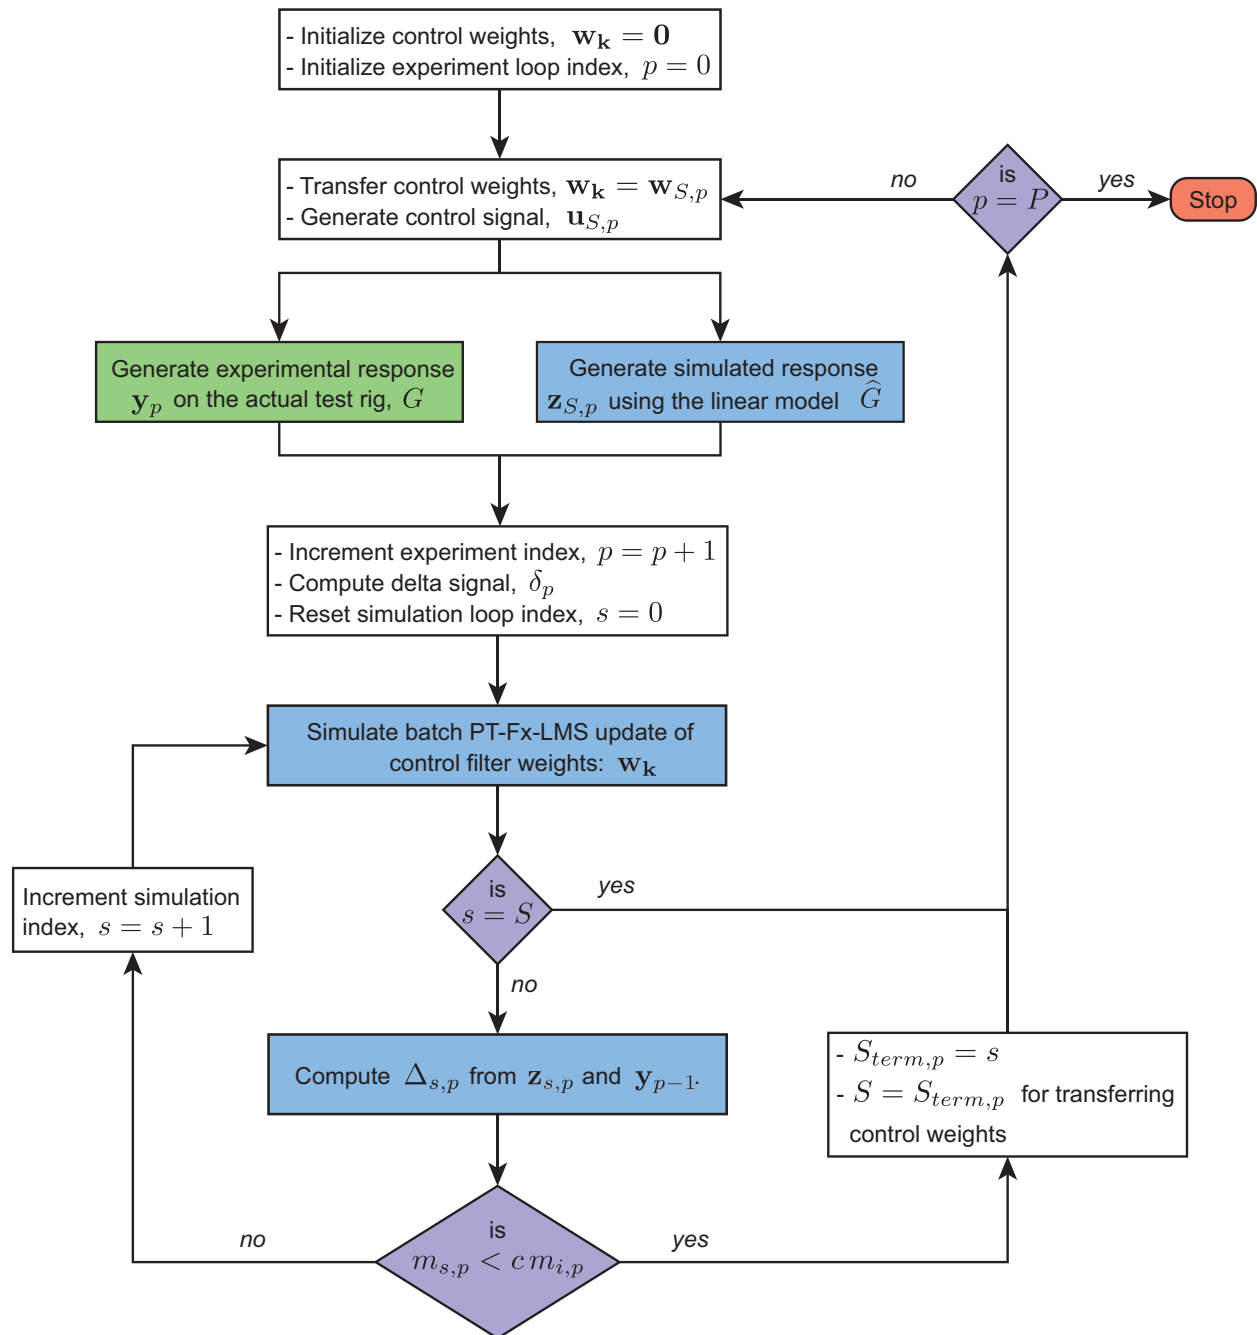 - Initialize control weights, w_k = 0
- Initialize experiment loop index, p = 0
- Transfer control weights, w_k = w_{S,p}
- Generate control signal, u_{S,p}
no
is
p = P
yes
Stop
Generate experimental response
y_p on the actual test rig, G
Generate simulated response
z_{S,p} using the linear model Ĝ
- Increment experiment index, p = p + 1
- Compute delta signal, δ_p
- Reset simulation loop index, s = 0
Simulate batch PT-Fx-LMS update of
control filter weights: w_k
Increment simulation
index, s = s + 1
is
s = S
yes
no
Compute Δ_{s,p} from z_{s,p} and y_{p−1}.
- S_{term,p} = s
- S = S_{term,p} for transferring
control weights
no
is
m_{s,p} < c m_{i,p}
yes